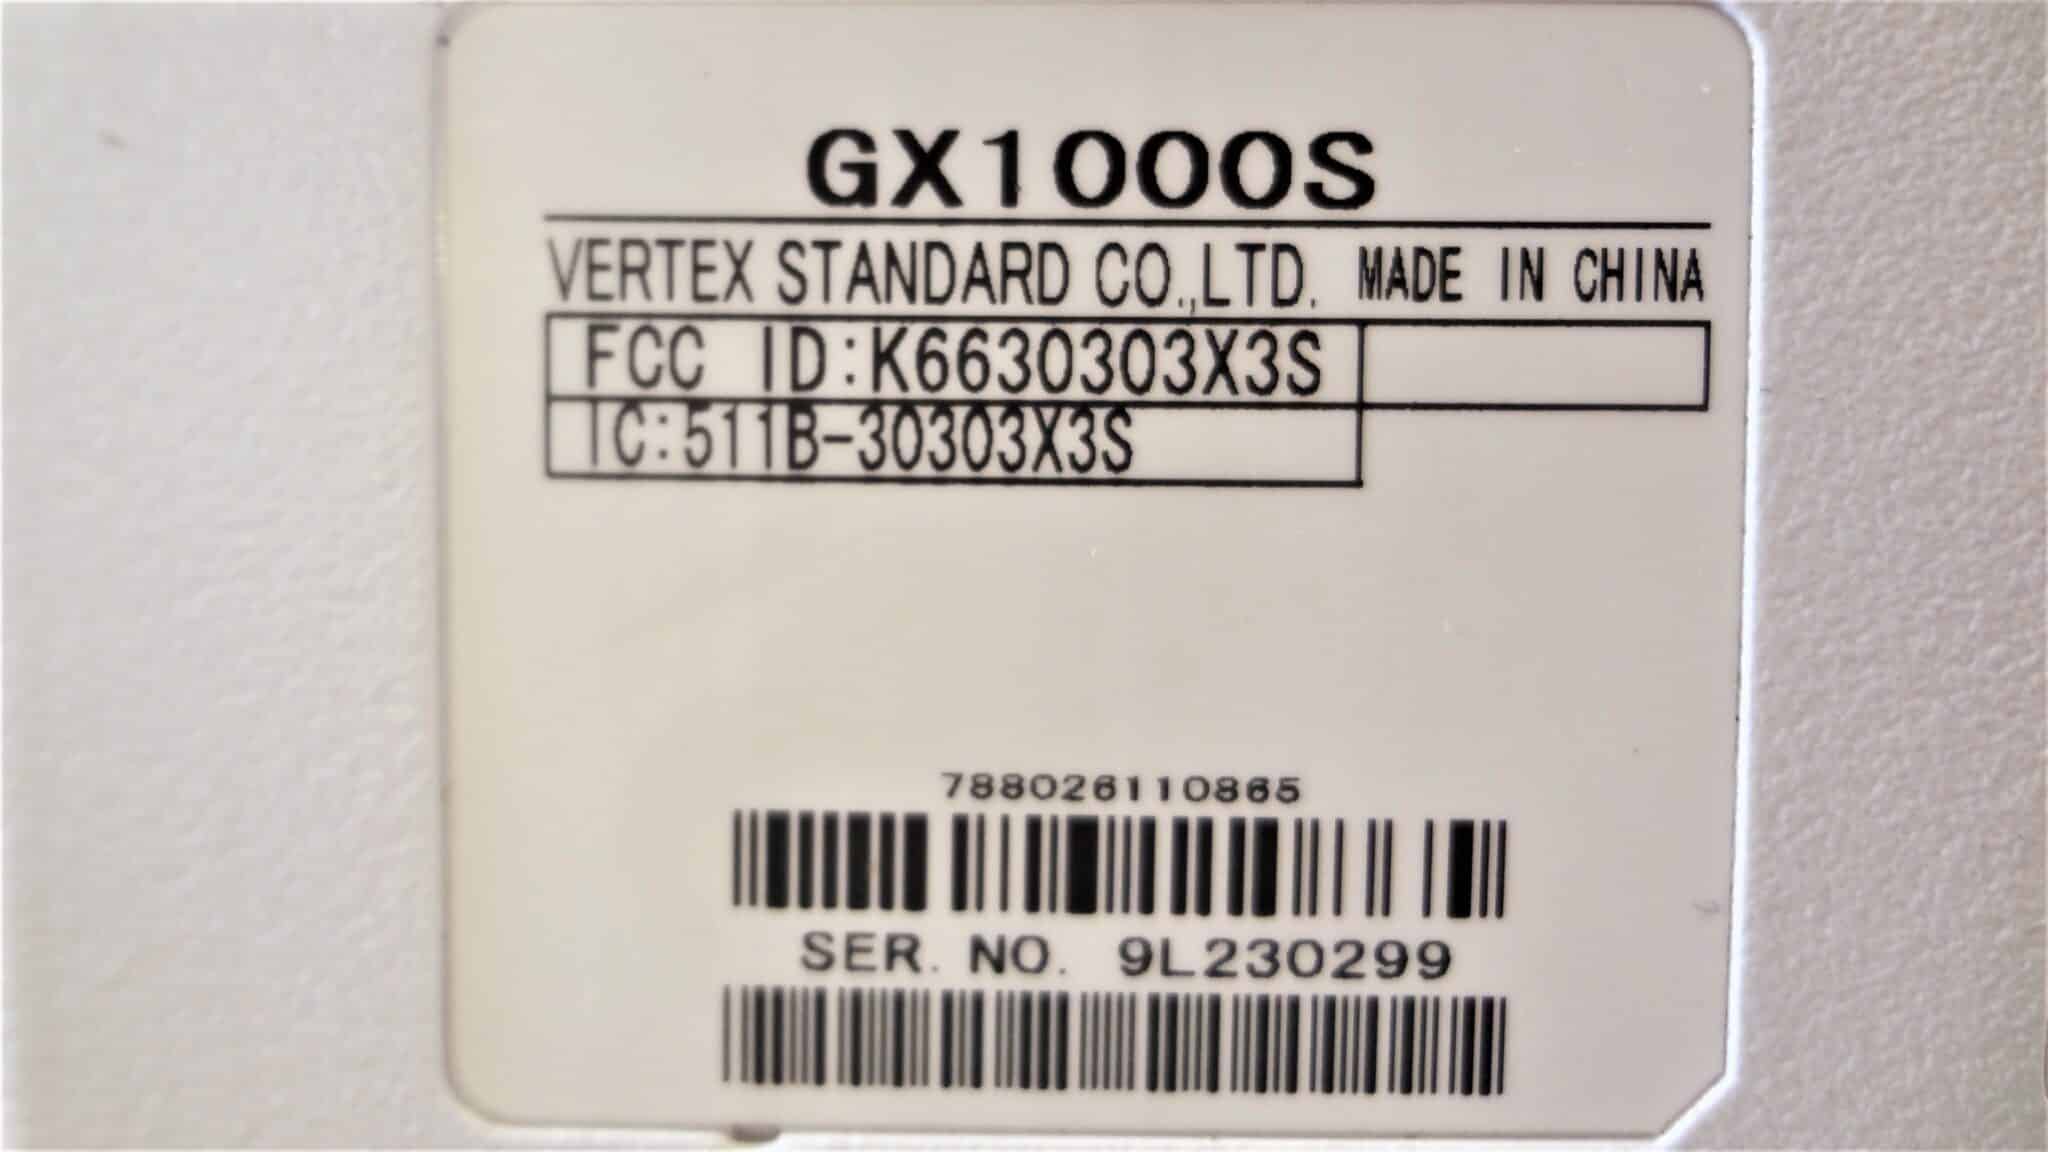 GX1000S
VERTEX STANDARD CO.,LTD. MADE IN CHINA
FCC ID:K6630303X3S
IC:511B-30303X3S
788026110865
SER. NO. 9L230299